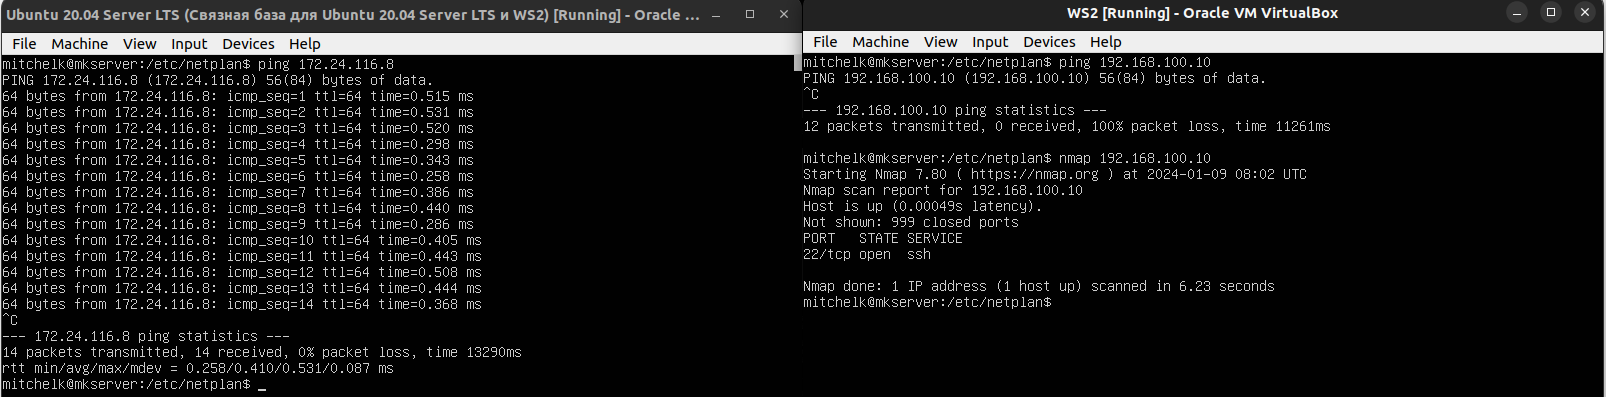 Ubuntu 20.04 Server LTS (Связная база для Ubuntu 20.04 Server LTS и WS2) [Running] - Oracle ...
File Machine View Input Devices Help
mitchelk@mkserver:/etc/netplan$ ping 172.24.116.8
PING 172.24.116.8 (172.24.116.8) 56(84) bytes of data.
64 bytes from 172.24.116.8: icmp_seq=1 ttl=64 time=0.515 ms
64 bytes from 172.24.116.8: icmp_seq=2 ttl=64 time=0.531 ms
64 bytes from 172.24.116.8: icmp_seq=3 ttl=64 time=0.520 ms
64 bytes from 172.24.116.8: icmp_seq=4 ttl=64 time=0.298 ms
64 bytes from 172.24.116.8: icmp_seq=5 ttl=64 time=0.343 ms
64 bytes from 172.24.116.8: icmp_seq=6 ttl=64 time=0.258 ms
64 bytes from 172.24.116.8: icmp_seq=7 ttl=64 time=0.386 ms
64 bytes from 172.24.116.8: icmp_seq=8 ttl=64 time=0.440 ms
64 bytes from 172.24.116.8: icmp_seq=9 ttl=64 time=0.286 ms
64 bytes from 172.24.116.8: icmp_seq=10 ttl=64 time=0.405 ms
64 bytes from 172.24.116.8: icmp_seq=11 ttl=64 time=0.443 ms
64 bytes from 172.24.116.8: icmp_seq=12 ttl=64 time=0.508 ms
64 bytes from 172.24.116.8: icmp_seq=13 ttl=64 time=0.444 ms
64 bytes from 172.24.116.8: icmp_seq=14 ttl=64 time=0.368 ms
^C
--- 172.24.116.8 ping statistics ---
14 packets transmitted, 14 received, 0% packet loss, time 13290ms
rtt min/avg/max/mdev = 0.258/0.410/0.531/0.087 ms
mitchelk@mkserver:/etc/netplan$ _
WS2 [Running] - Oracle VM VirtualBox
File Machine View Input Devices Help
mitchelk@mkserver:/etc/netplan$ ping 192.168.100.10
PING 192.168.100.10 (192.168.100.10) 56(84) bytes of data.
^C
--- 192.168.100.10 ping statistics ---
12 packets transmitted, 0 received, 100% packet loss, time 11261ms
mitchelk@mkserver:/etc/netplan$ nmap 192.168.100.10
Starting Nmap 7.80 ( https://nmap.org ) at 2024-01-09 08:02 UTC
Nmap scan report for 192.168.100.10
Host is up (0.00049s latency).
Not shown: 999 closed ports
PORT   STATE SERVICE
22/tcp open  ssh
Nmap done: 1 IP address (1 host up) scanned in 6.23 seconds
mitchelk@mkserver:/etc/netplan$